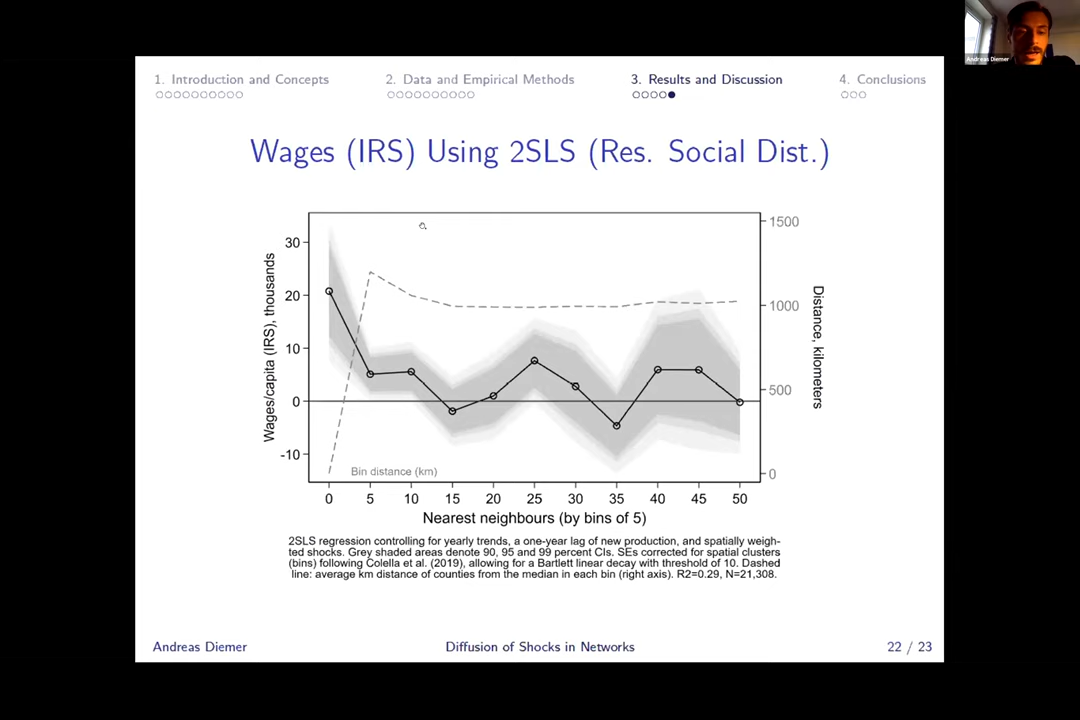 1. Introduction and Concepts
2. Data and Empirical Methods
3. Results and Discussion
4. Conclusions
Andreas Diemer
Wages (IRS) Using 2SLS (Res. Social Dist.)
Wages/capita (IRS), thousands
30
20
10
0
-10
1500
1000
500
0
Distance, kilometers
Bin distance (km)
0 5 10 15 20 25 30 35 40 45 50
Nearest neighbours (by bins of 5)
2SLS regression controlling for yearly trends, a one-year lag of new production, and spatially weigh-
ted shocks. Grey shaded areas denote 90, 95 and 99 percent CIs. SEs corrected for spatial clusters
(bins) following Colella et al. (2019), allowing for a Bartlett linear decay with threshold of 10. Dashed
line: average km distance of counties from the median in each bin (right axis). R2=0.29, N=21,308.
Andreas Diemer
Diffusion of Shocks in Networks
22 / 23